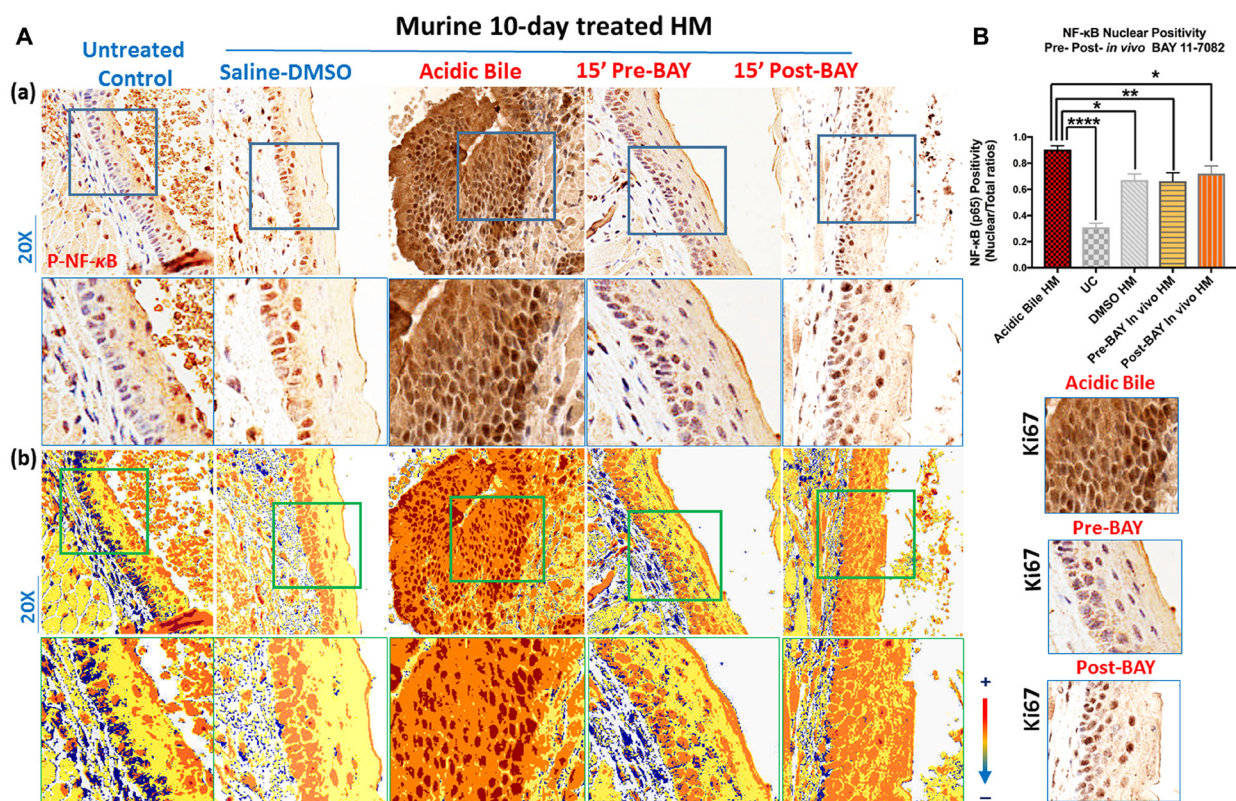 A
Murine 10-day treated HM
Untreated
Control
Saline-DMSO
Acidic Bile
15’ Pre-BAY
15’ Post-BAY
(a)
20X
P-NF-κB
(b)
20X
+
–
B
NF-κB Nuclear Positivity
Pre- Post- in vivo BAY 11-7082
*
**
*
****
NF-κB (p65) Positivity
(Nuclear/Total ratios)
1.0
0.8
0.6
0.4
0.2
0.0
Acidic Bile HM
UC
DMSO HM
Pre-BAY In vivo HM
Post-BAY In vivo HM
Acidic Bile
Ki67
Pre-BAY
Ki67
Post-BAY
Ki67